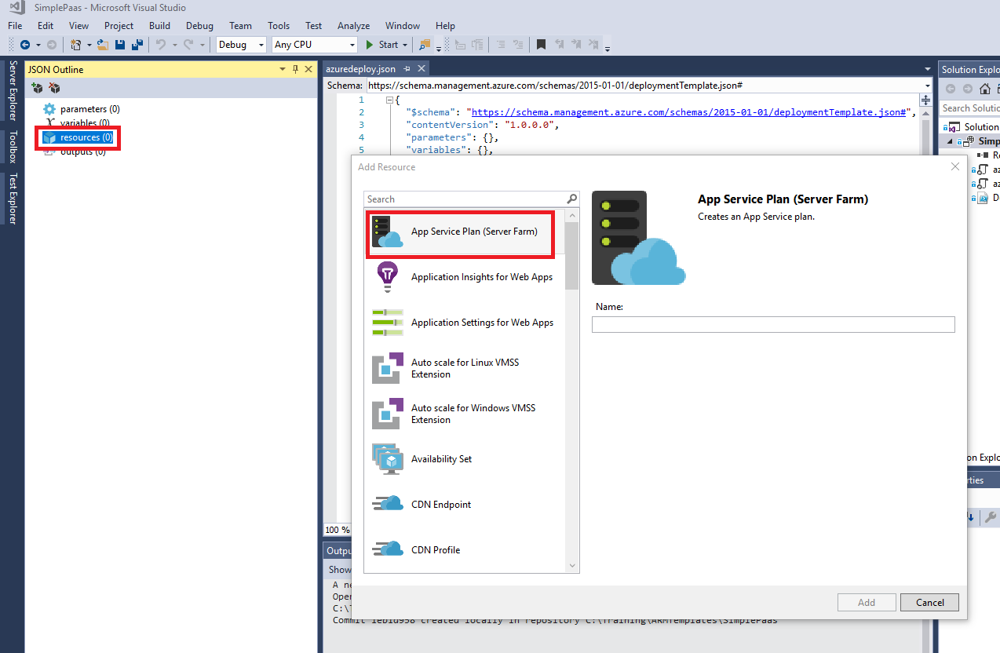 SimplePaas - Microsoft Visual Studio
File Edit View Project Build Debug Team Tools Test Analyze Window Help
Debug Any CPU Start
Server Explorer
Toolbox
Test Explorer
JSON Outline
parameters (0)
variables (0)
resources (0)
outputs (0)
azuredeploy.json
Schema: https://schema.management.azure.com/schemas/2015-01-01/deploymentTemplate.json#
1 {
2 "$schema": "https://schema.management.azure.com/schemas/2015-01-01/deploymentTemplate.json#",
3 "contentVersion": "1.0.0.0",
4 "parameters": {},
5 "variables": {},
100 %
Add Resource
Search
App Service Plan (Server Farm)
Application Insights for Web Apps
Application Settings for Web Apps
Auto scale for Linux VMSS
Extension
Auto scale for Windows VMSS
Extension
Availability Set
CDN Endpoint
CDN Profile
App Service Plan (Server Farm)
Creates an App Service plan.
Name:
Add Cancel
Outpu
Show
A ne
Oper
C:\T
created locally in repository C:\Training\ARMTemplates\SimplePaas
Solution Explo
Search Solutio
Solution
Simp
Re
az
az
D
on Explo
rties